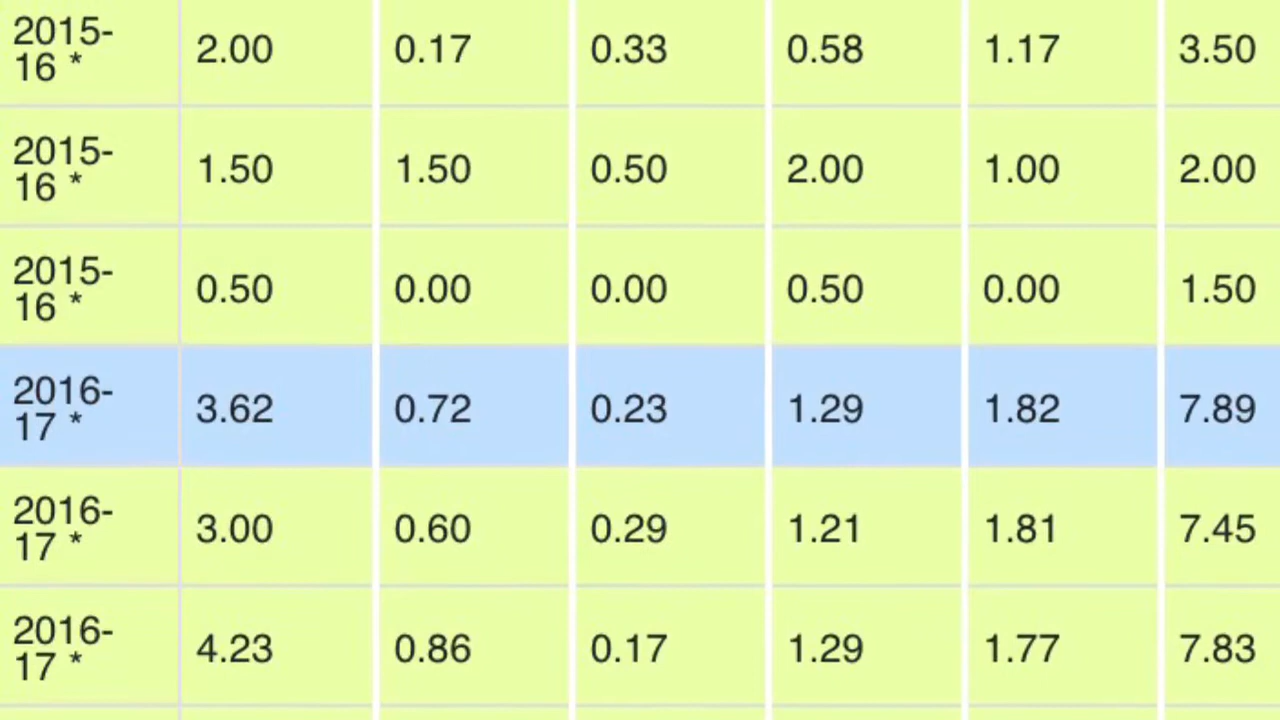 2015-
16 * 2.00 0.17 0.33 0.58 1.17 3.50
2015-
16 * 1.50 1.50 0.50 2.00 1.00 2.00
2015-
16 * 0.50 0.00 0.00 0.50 0.00 1.50
2016-
17 * 3.62 0.72 0.23 1.29 1.82 7.89
2016-
17 * 3.00 0.60 0.29 1.21 1.81 7.45
2016-
17 * 4.23 0.86 0.17 1.29 1.77 7.83